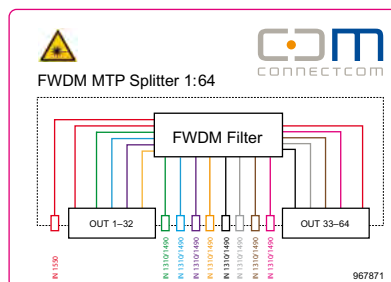 COM
CONNECTCOM
FWDM MTP Splitter 1:64
FWDM Filter
OUT 1–32
OUT 33–64
IN 1550
IN 1310/1490
IN 1310/1490
IN 1310/1490
IN 1310/1490
IN 1310/1490
IN 1310/1490
IN 1310/1490
IN 1310/1490
967871